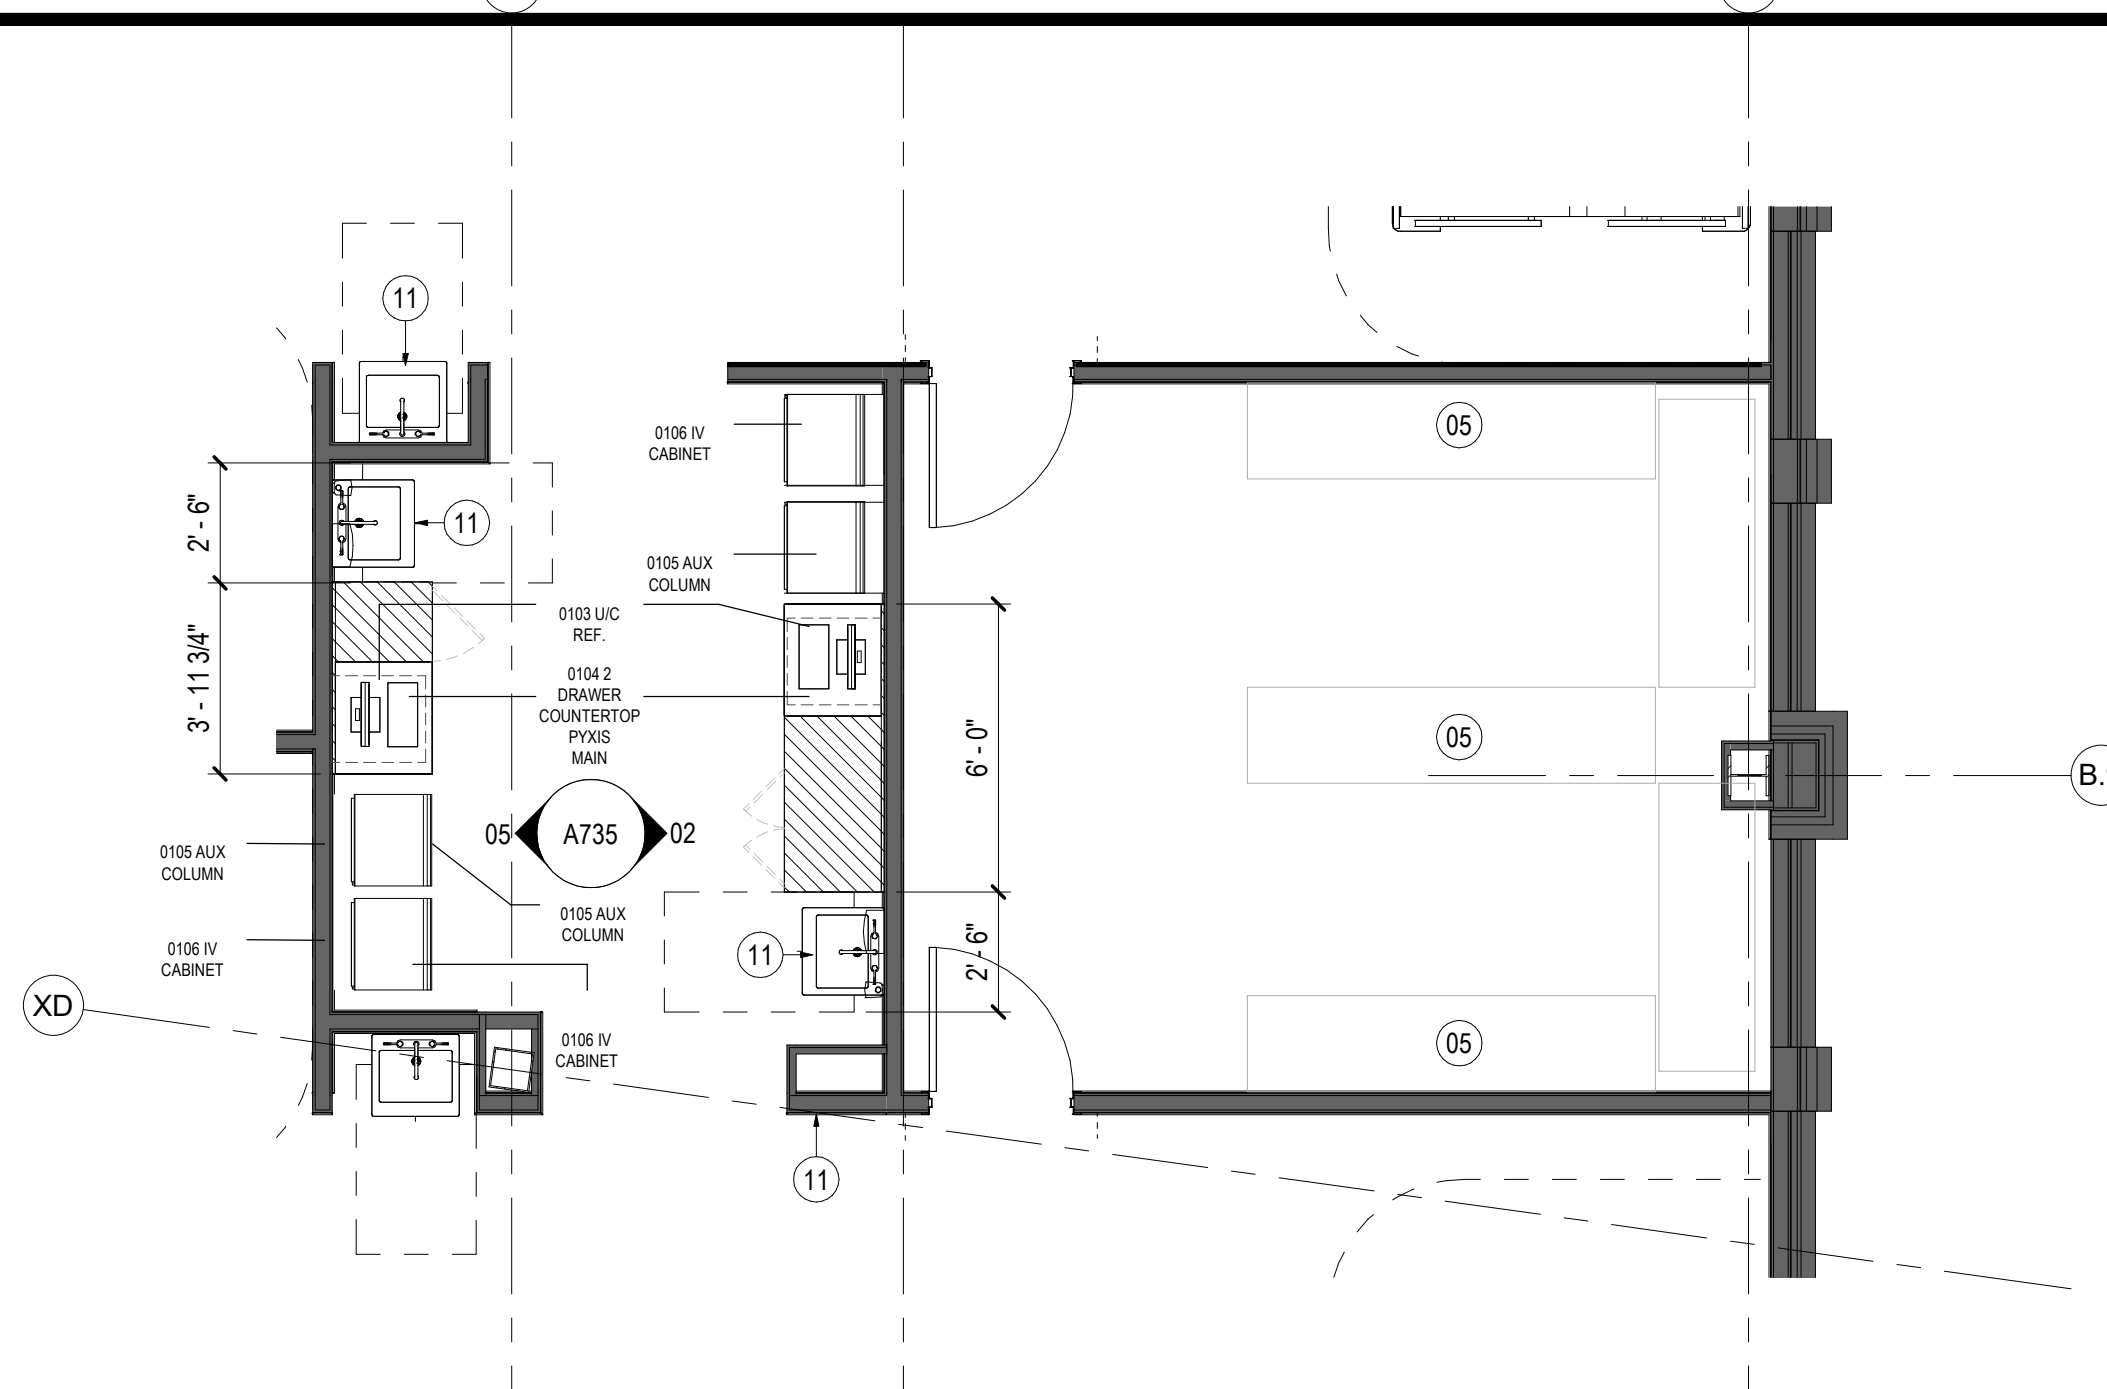 11
0106 IV
CABINET
05
2' - 6"
11
0105 AUX
COLUMN
0103 U/C
REF.
3' - 11 3/4"
0104 2
DRAWER
COUNTERTOP
PYXIS
MAIN
6' - 0"
05
B.
05
A735
02
0105 AUX
COLUMN
0105 AUX
COLUMN
0106 IV
CABINET
11
2' - 6"
XD
0106 IV
CABINET
05
11